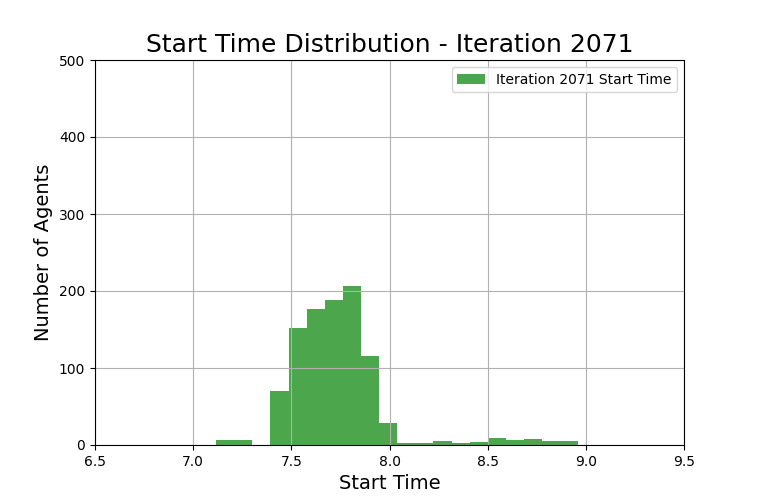 Start Time Distribution - Iteration 2071
Iteration 2071 Start Time
Number of Agents
500
400
300
200
100
0
6.5 7.0 7.5 8.0 8.5 9.0 9.5
Start Time